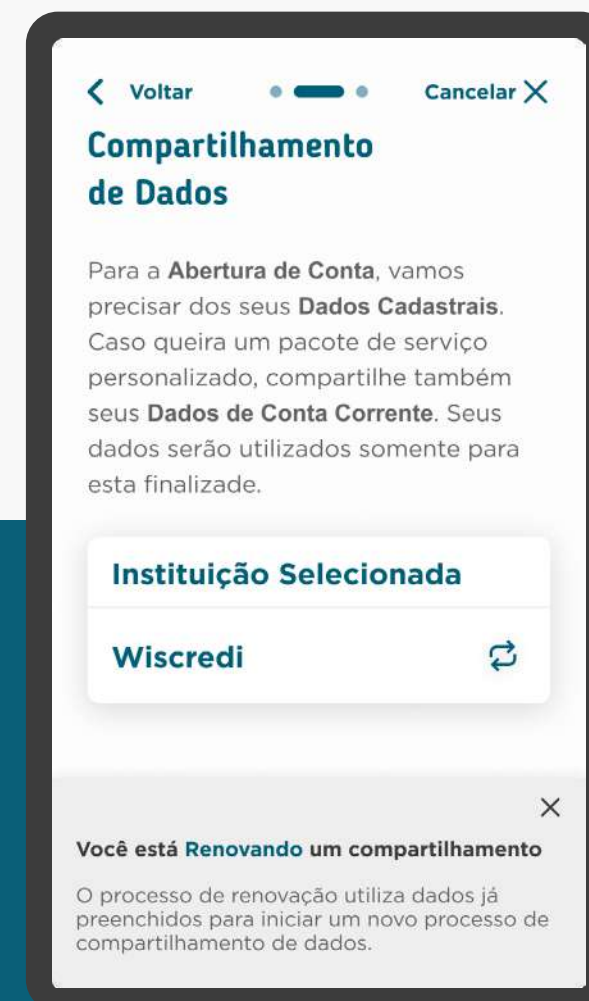 Voltar
Cancelar
Compartilhamento
de Dados
Para a Abertura de Conta, vamos
precisar dos seus Dados Cadastrais.
Caso queira um pacote de serviço
personalizado, compartilhe também
seus Dados de Conta Corrente. Seus
dados serão utilizados somente para
esta finalizade.
Instituição Selecionada
Wiscredi
Você está Renovando um compartilhamento
O processo de renovação utiliza dados já
preenchidos para iniciar um novo processo de
compartilhamento de dados.